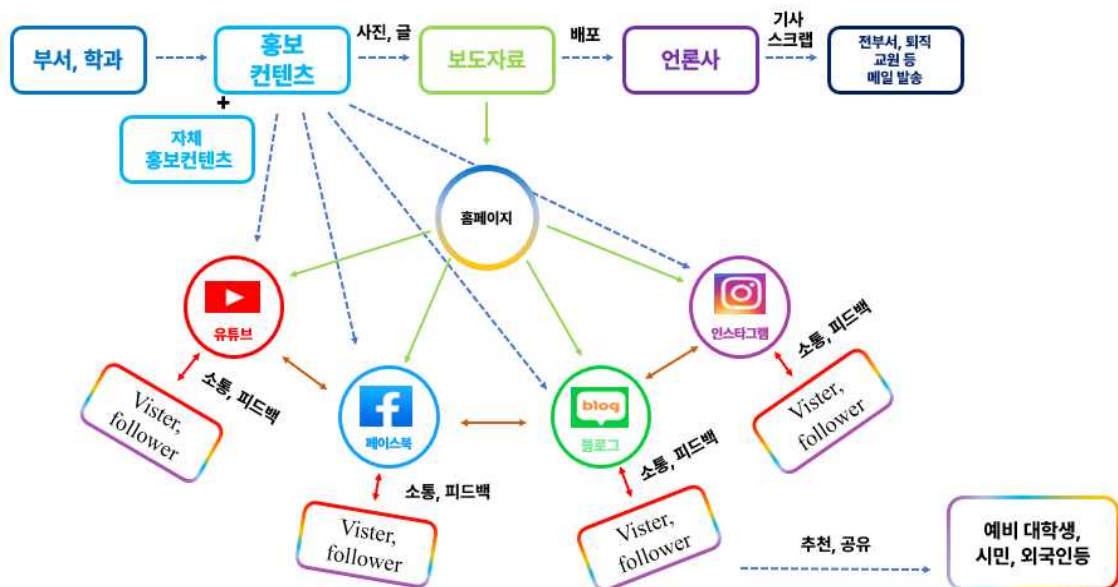 부서, 학과
홍보
컨텐츠
사진, 글
보도자료
배포
언론사
기사
스크랩
전부서, 퇴직
교원 등
메일 발송
+
자체
홍보컨텐츠
홈페이지
유튜브
인스타그램
소통, 피드백
Vister,
follower
소통, 피드백
Vister,
follower
페이스북
blog
블로그
소통, 피드백
Vister,
follower
소통, 피드백
Vister,
follower
추천, 공유
예비 대학생,
시민, 외국인등